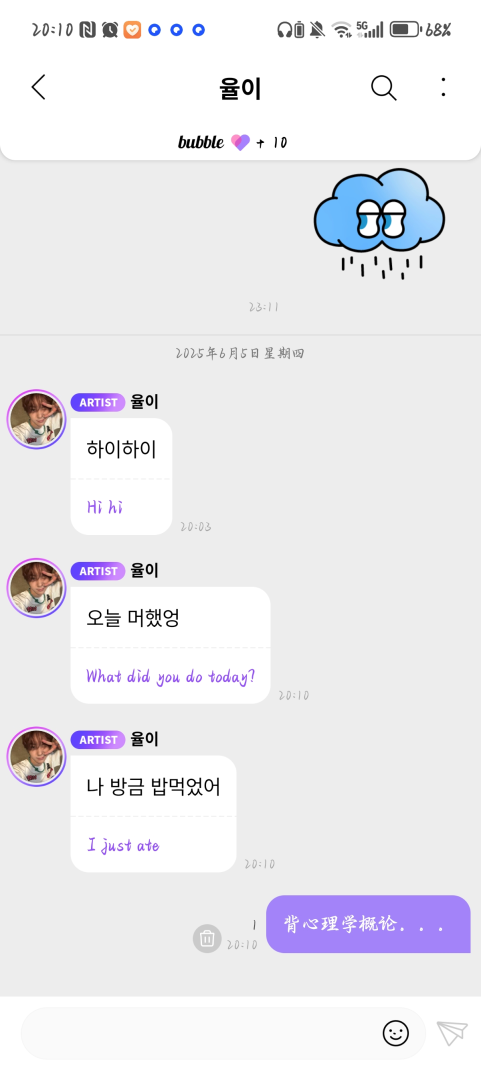 20:10 5G 68%
율이
bubble + 10
23:11
2025年6月5日星期四
ARTIST 율이
하이하이
Hi hi
20:03
ARTIST 율이
오늘 머했엉
What did you do today?
20:10
ARTIST 율이
나 방금 밥먹었어
I just ate
20:10
1
20:10
背心理学概论...